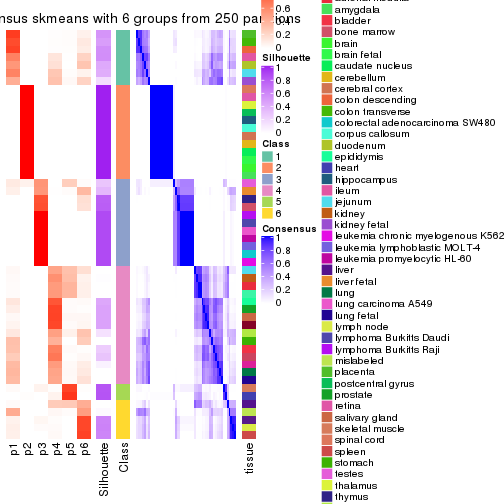 nsus skmeans with 6 groups from 250 par
ons
0.6
0.4
0.2
0
Silhouette
1
0.8
0.6
0.4
0.2
0
Class
1
2
3
4
5
6
Consensus
1
0.8
0.6
0.4
0.2
0
amygdala
bladder
bone marrow
brain
brain fetal
caudate nucleus
cerebellum
cerebral cortex
colon descending
colon transverse
colorectal adenocarcinoma SW480
corpus callosum
duodenum
epididymis
heart
hippocampus
ileum
jejunum
kidney
kidney fetal
leukemia chronic myelogenous K562
leukemia lymphoblastic MOLT-4
leukemia promyelocytic HL-60
liver
liver fetal
lung
lung carcinoma A549
lung fetal
lymph node
lymphoma Burkitts Daudi
lymphoma Burkitts Raji
mislabeled
placenta
postcentral gyrus
prostate
retina
salivary gland
skeletal muscle
spinal cord
spleen
stomach
testes
thalamus
thymus
p1
p2
p3
p4
p5
p6
Silhouette
Class
tissue